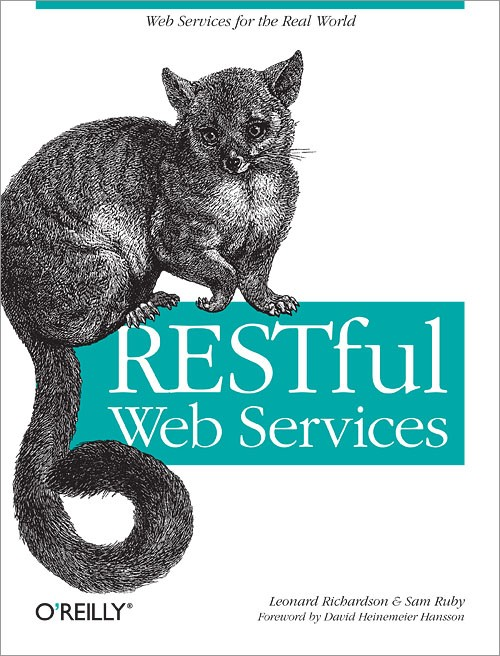 Web Services for the Real World
RESTful
Web Services
Leonard Richardson & Sam Ruby
Foreword by David Heinemeier Hansson
O'REILLY®